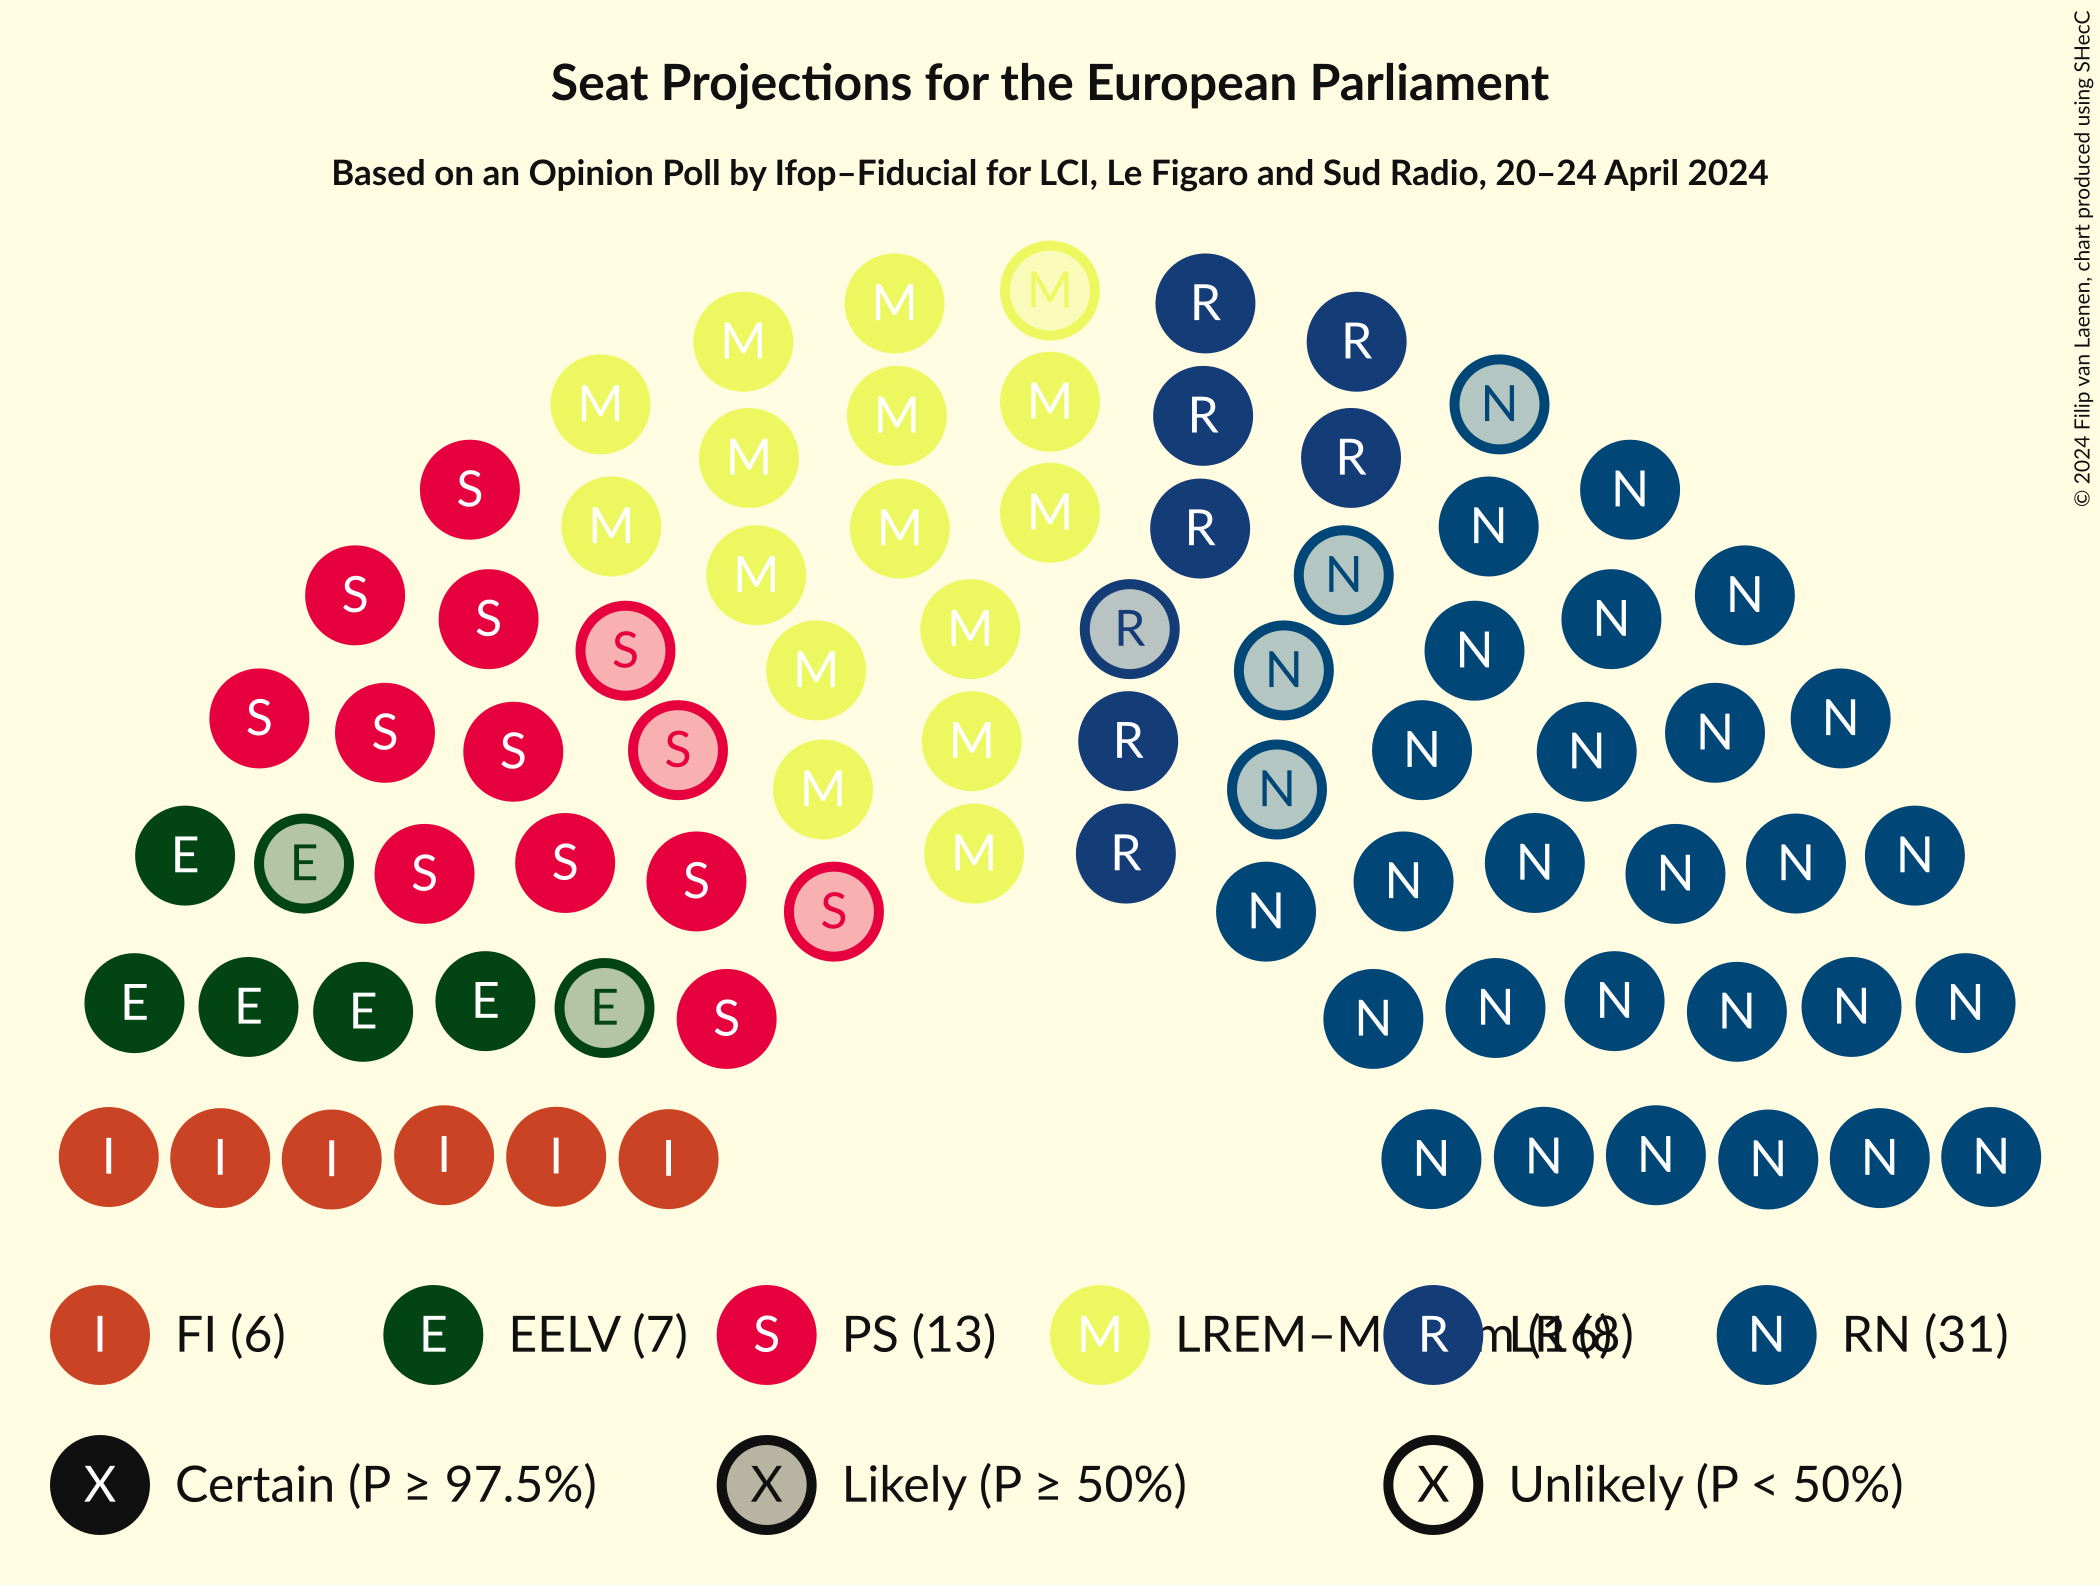 Seat Projections for the European Parliament
Based on an Opinion Poll by Ifop–Fiducial for LCI, Le Figaro and Sud Radio, 20–24 April 2024
© 2024 Filip van Laenen, chart produced using SHecC
M M M R R
M M M R R N
S M M M R R N N
S S S M M M R N N N N N
S S S S M M R N N N N N
E E S S S S M M R N N N N N N
E E E E E S N N N N N N
I I I I I I N N N N N N
I FI (6) E EELV (7) S PS (13) M LREM–M R LR (8) N RN (31)
X Certain (P ≥ 97.5%) X Likely (P ≥ 50%) X Unlikely (P < 50%)